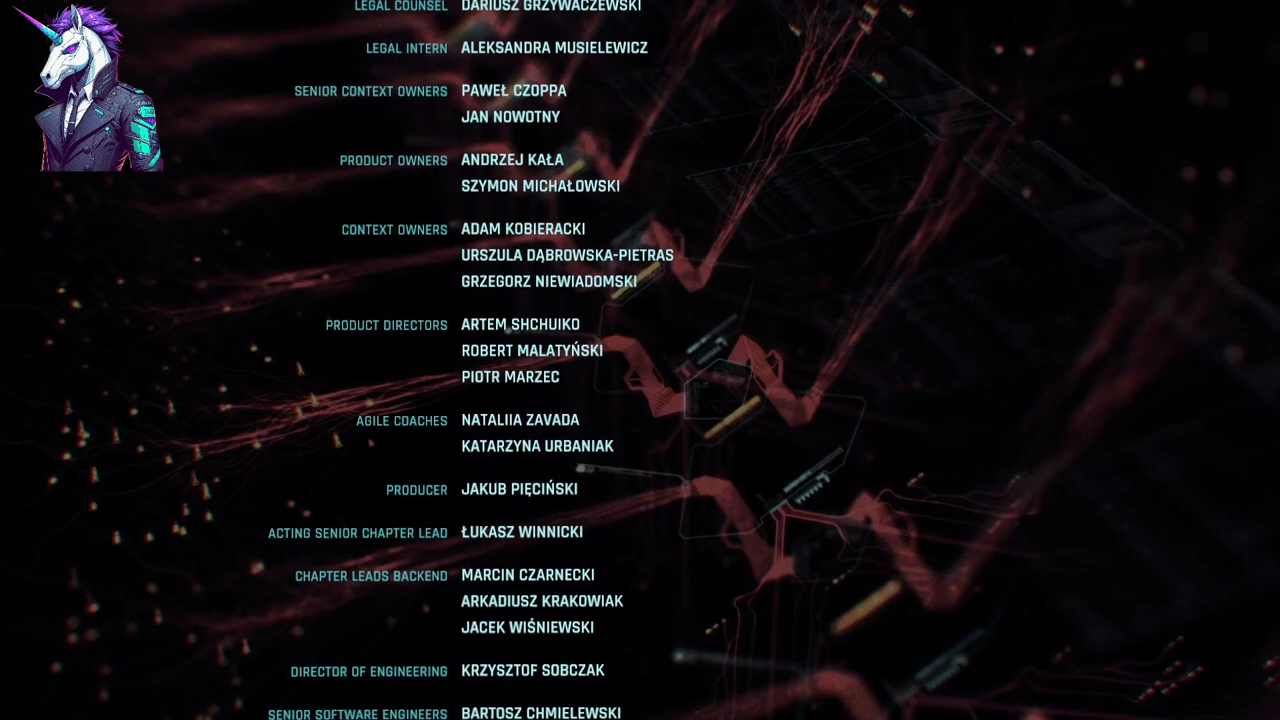 LEGAL COUNSEL DARIUSZ GRZYWACZEWSKI
LEGAL INTERN ALEKSANDRA MUSIELEWICZ
SENIOR CONTEXT OWNERS PAWEŁ CZOPPA
JAN NOWOTNY
PRODUCT OWNERS ANDRZEJ KAŁA
SZYMON MICHAŁOWSKI
CONTEXT OWNERS ADAM KOBIERACKI
URSZULA DĄBROWSKA-PIETRAS
GRZEGORZ NIEWIADOMSKI
PRODUCT DIRECTORS ARTEM SHCHUIKO
ROBERT MALATYŃSKI
PIOTR MARZEC
AGILE COACHES NATALIIA ZAVADA
KATARZYNA URBANIAK
PRODUCER JAKUB PIĘCIŃSKI
ACTING SENIOR CHAPTER LEAD ŁUKASZ WINNICKI
CHAPTER LEADS BACKEND MARCIN CZARNECKI
ARKADIUSZ KRAKOWIAK
JACEK WIŚNIEWSKI
DIRECTOR OF ENGINEERING KRZYSZTOF SOBCZAK
SENIOR SOFTWARE ENGINEERS BARTOSZ CHMIELEWSKI